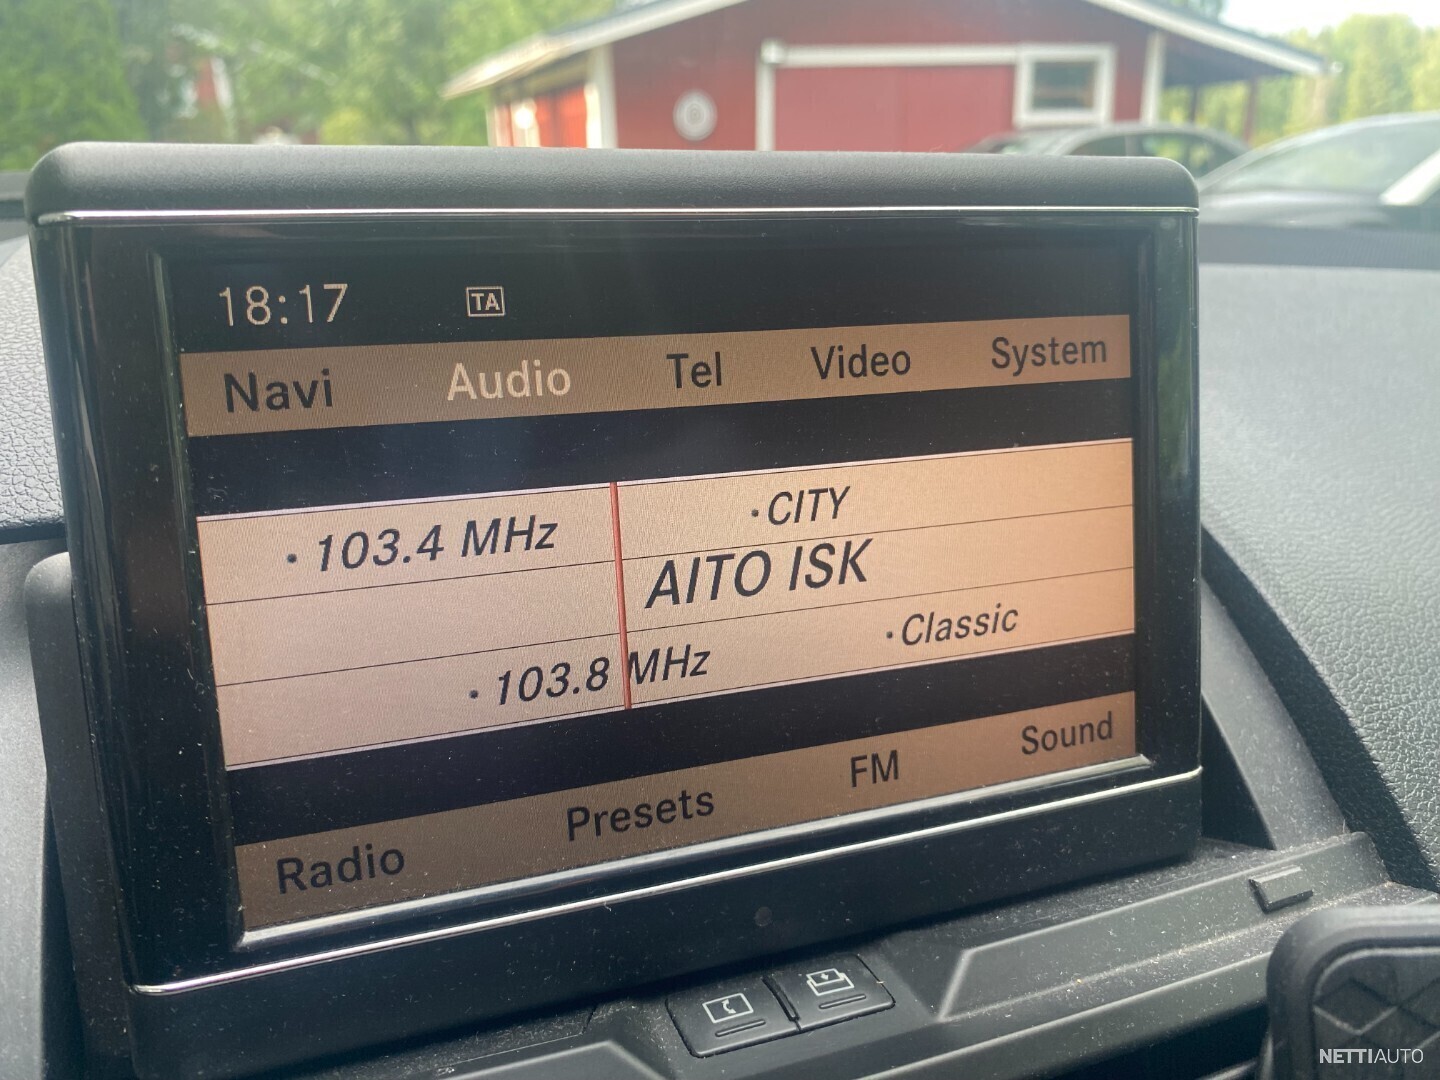 18:17 TA
Navi Audio Tel Video System
·CITY
·103.4 MHz
AITO ISK
·Classic
·103.8 MHz
Radio Presets FM Sound
NETTIAUTO